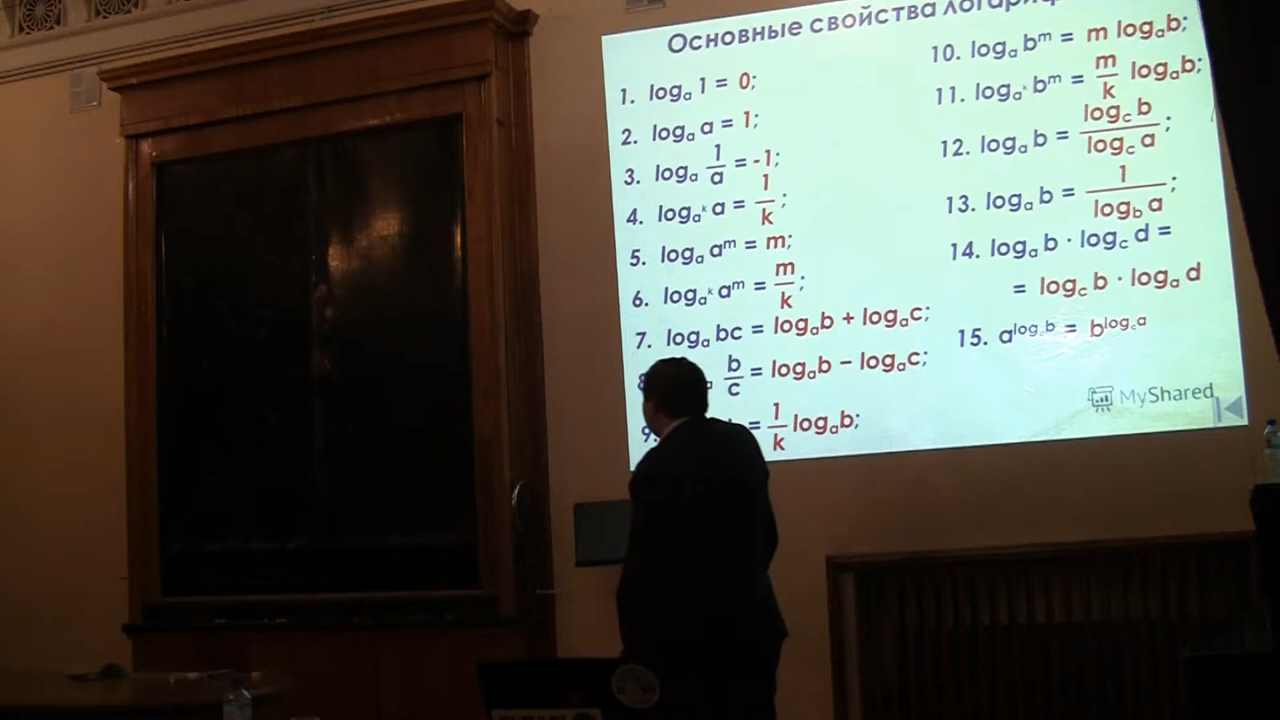 Основные свойства
1. logₐ 1 = 0;
2. logₐ a = 1;
3. logₐ 1/a = -1;
4. log_{a^k} a = 1/k;
5. logₐ a^m = m;
6. log_{a^k} a^m = m/k;
7. logₐ bc = logₐb + logₐc;
b/c = logₐb − logₐc;
9. = 1/k logₐb;
10. logₐ b^m = m logₐb;
11. log_{a^k} b^m = m/k logₐb;
12. logₐ b = log_c b / log_c a;
13. logₐ b = 1 / log_b a;
14. logₐ b · log_c d =
= log_c b · logₐ d
15. a^{log_c b} = b^{log_c a}
MyShared